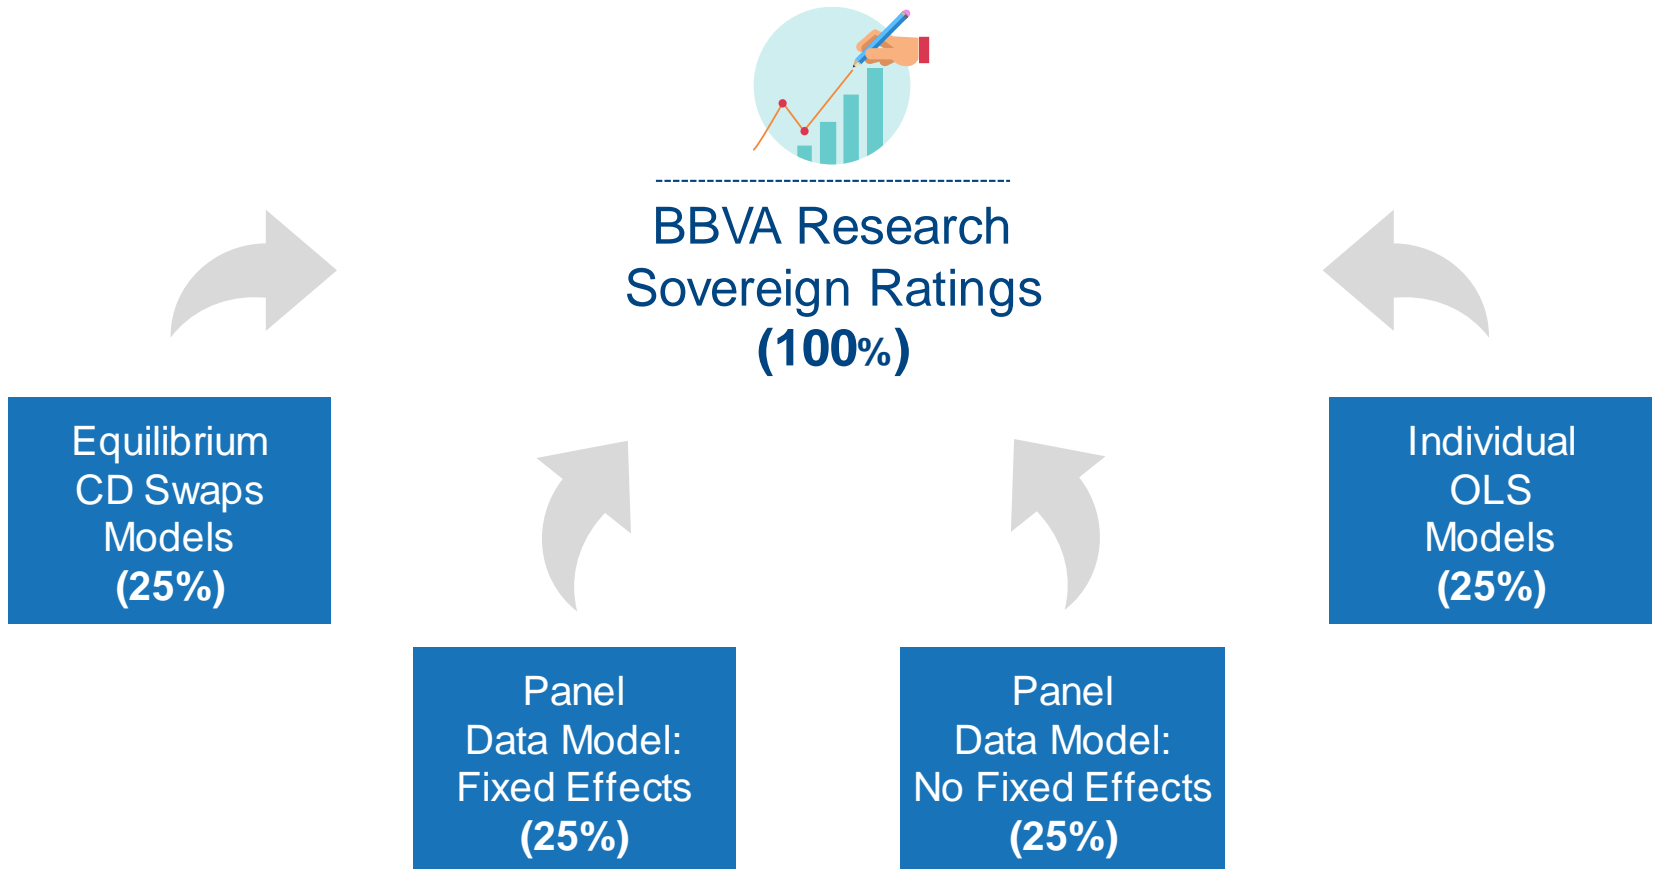 BBVA Research
Sovereign Ratings
(100%)
Equilibrium
CD Swaps
Models
(25%)
Individual
OLS
Models
(25%)
Panel
Data Model:
Fixed Effects
(25%)
Panel
Data Model:
No Fixed Effects
(25%)